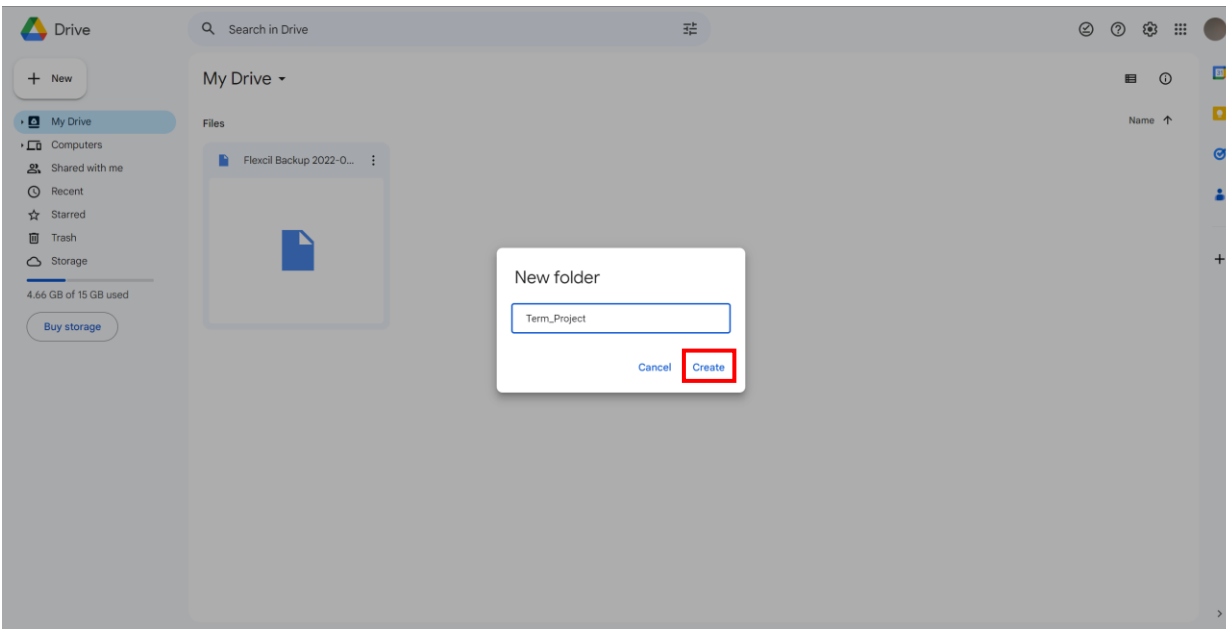 Drive
Search in Drive
New
My Drive
Name
My Drive
Computers
Shared with me
Recent
Starred
Trash
Storage
4.66 GB of 15 GB used
Buy storage
Files
Flexcil Backup 2022-0...
New folder
Term_Project
Cancel
Create